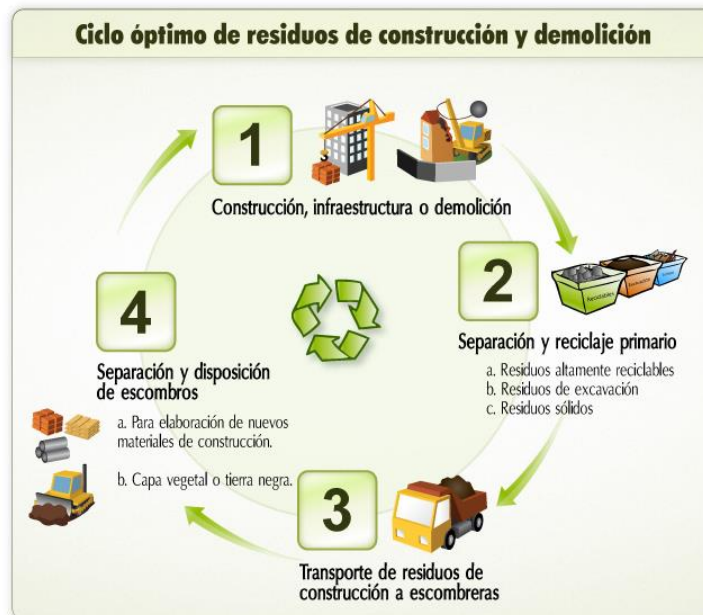 Ciclo óptimo de residuos de construcción y demolición
1
Construcción, infraestructura o demolición
2
Reciclables
Separación y reciclaje primario
a. Residuos altamente reciclables
b. Residuos de excavación
c. Residuos sólidos
4
Separación y disposición
de escombros
a. Para elaboración de nuevos
materiales de construcción.
b. Capa vegetal o tierra negra.
3
Transporte de residuos de
construcción a escombreras